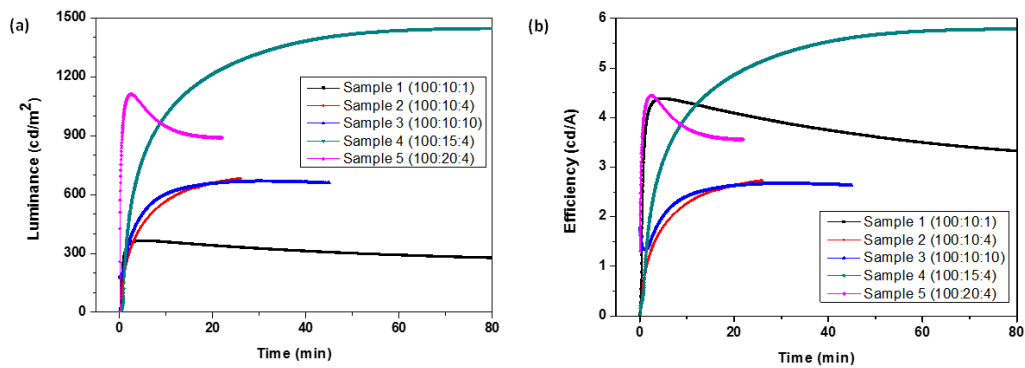 (a)
Luminance (cd/m²)
1500
1200
900
600
300
0
Sample 1 (100:10:1)
Sample 2 (100:10:4)
Sample 3 (100:10:10)
Sample 4 (100:15:4)
Sample 5 (100:20:4)
0 20 40 60 80
Time (min)
(b)
Efficiency (cd/A)
6
5
4
3
2
1
0
Sample 1 (100:10:1)
Sample 2 (100:10:4)
Sample 3 (100:10:10)
Sample 4 (100:15:4)
Sample 5 (100:20:4)
0 20 40 60 80
Time (min)